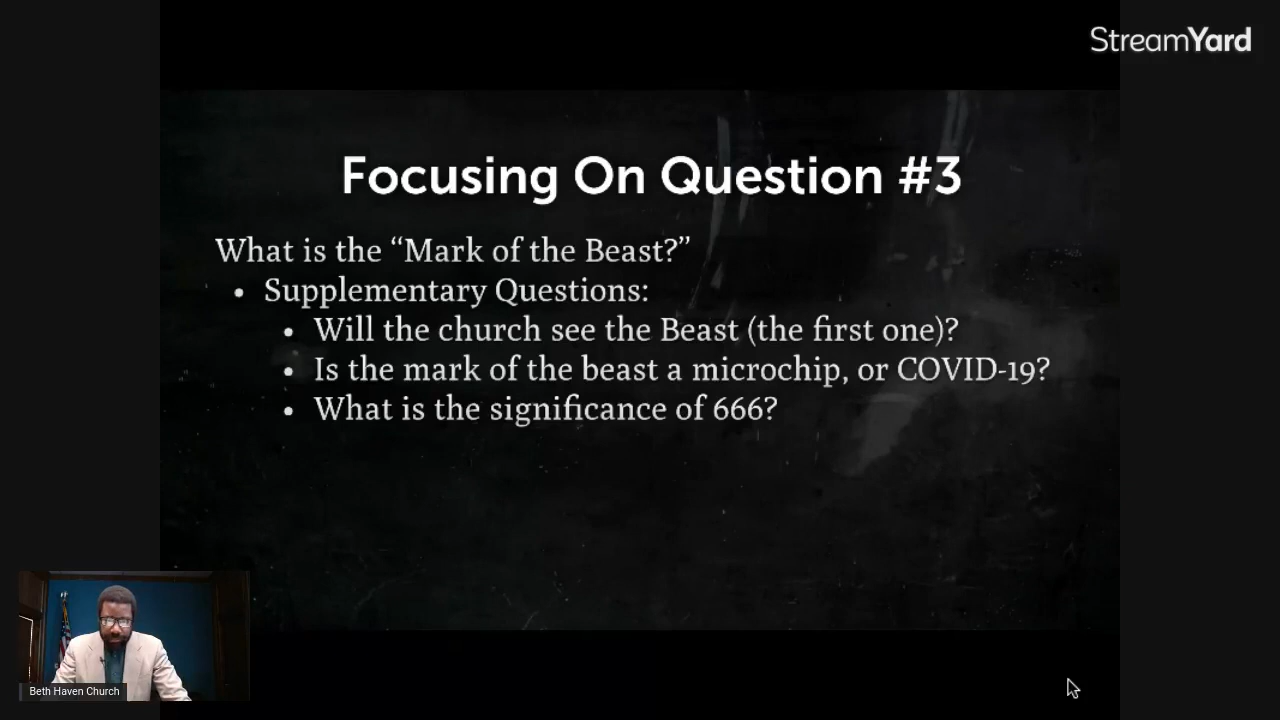 StreamYard
Focusing On Question #3
What is the “Mark of the Beast?”
• Supplementary Questions:
• Will the church see the Beast (the first one)?
• Is the mark of the beast a microchip, or COVID-19?
• What is the significance of 666?
Beth Haven Church